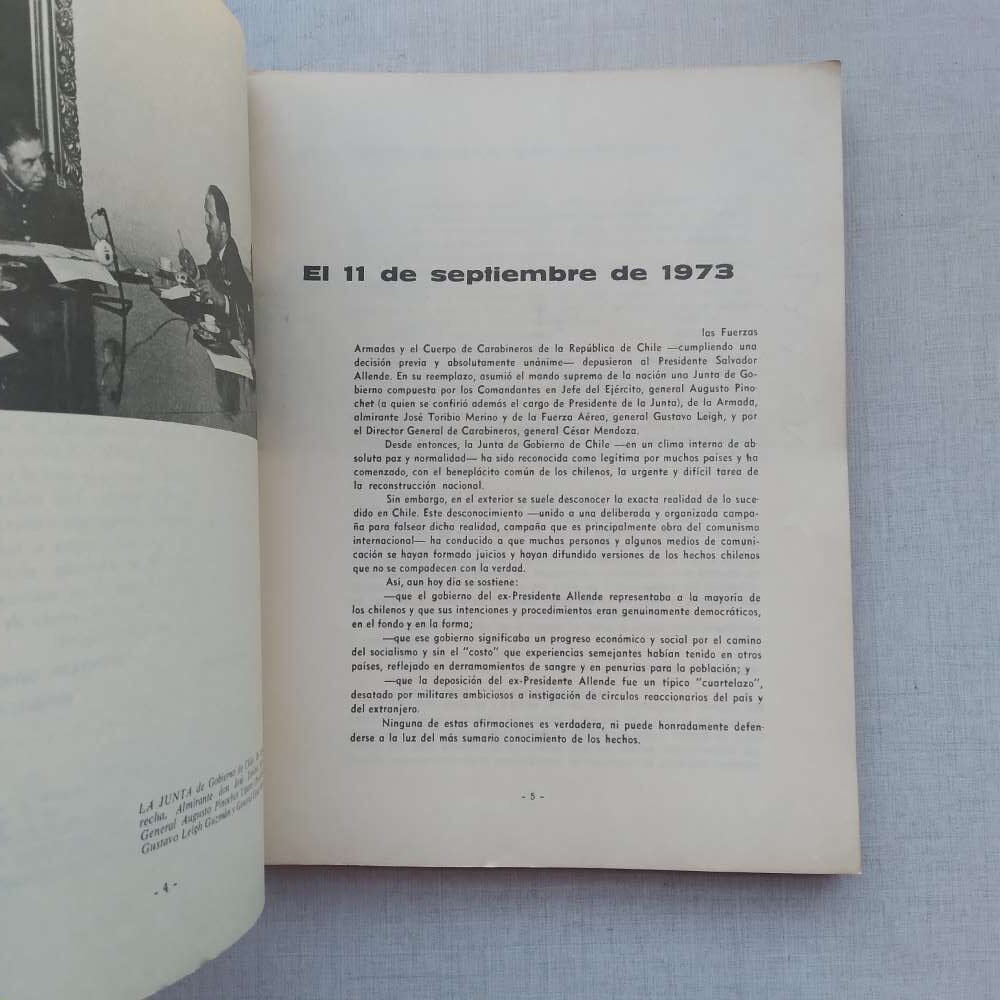 LA JUNTA de Gobierno de Chile. De
recha, Almirante don José
General Augusto Pinochet
Gustavo Leigh Guzmán y General
- 4 -
El 11 de septiembre de 1973
las Fuerzas
Armadas y el Cuerpo de Carabineros de la República de Chile —cumpliendo una
decisión previa y absolutamente unánime— depusieron al Presidente Salvador
Allende. En su reemplazo, asumió el mando supremo de la nación una Junta de Go-
bierno compuesta por los Comandantes en Jefe del Ejército, general Augusto Pino-
chet (a quien se confirió además el cargo de Presidente de la Junta), de la Armada,
almirante José Toribio Merino y de la Fuerza Aérea, general Gustavo Leigh, y por
el Director General de Carabineros, general César Mendoza.
Desde entonces, la Junta de Gobierno de Chile —en un clima interno de ab-
soluta paz y normalidad— ha sido reconocida como legítima por muchos países y ha
comenzado, con el beneplácito común de los chilenos, la urgente y difícil tarea de
la reconstrucción nacional.
Sin embargo, en el exterior se suele desconocer la exacta realidad de lo suce-
dido en Chile. Este desconocimiento —unido a una deliberada y organizada campa-
ña para falsear dicha realidad, campaña que es principalmente obra del comunismo
internacional— ha conducido a que muchas personas y algunos medios de comuni-
cación se hayan formado juicios y hayan difundido versiones de los hechos chilenos
que no se compadecen con la verdad.
Así, aun hoy día se sostiene:
—que el gobierno del ex-Presidente Allende representaba a la mayoría de
los chilenos y que sus intenciones y procedimientos eran genuinamente democráticos,
en el fondo y en la forma;
—que ese gobierno significaba un progreso económico y social por el camino
del socialismo y sin el "costo" que experiencias semejantes habían tenido en otros
países, reflejado en derramamientos de sangre y en penurias para la población; y
—que la deposición del ex-Presidente Allende fue un típico "cuartelazo",
desatado por militares ambiciosos a instigación de círculos reaccionarios del país y
del extranjero.
Ninguna de estas afirmaciones es verdadera, ni puede honradamente defen-
derse a la luz del más sumario conocimiento de los hechos.
- 5 -